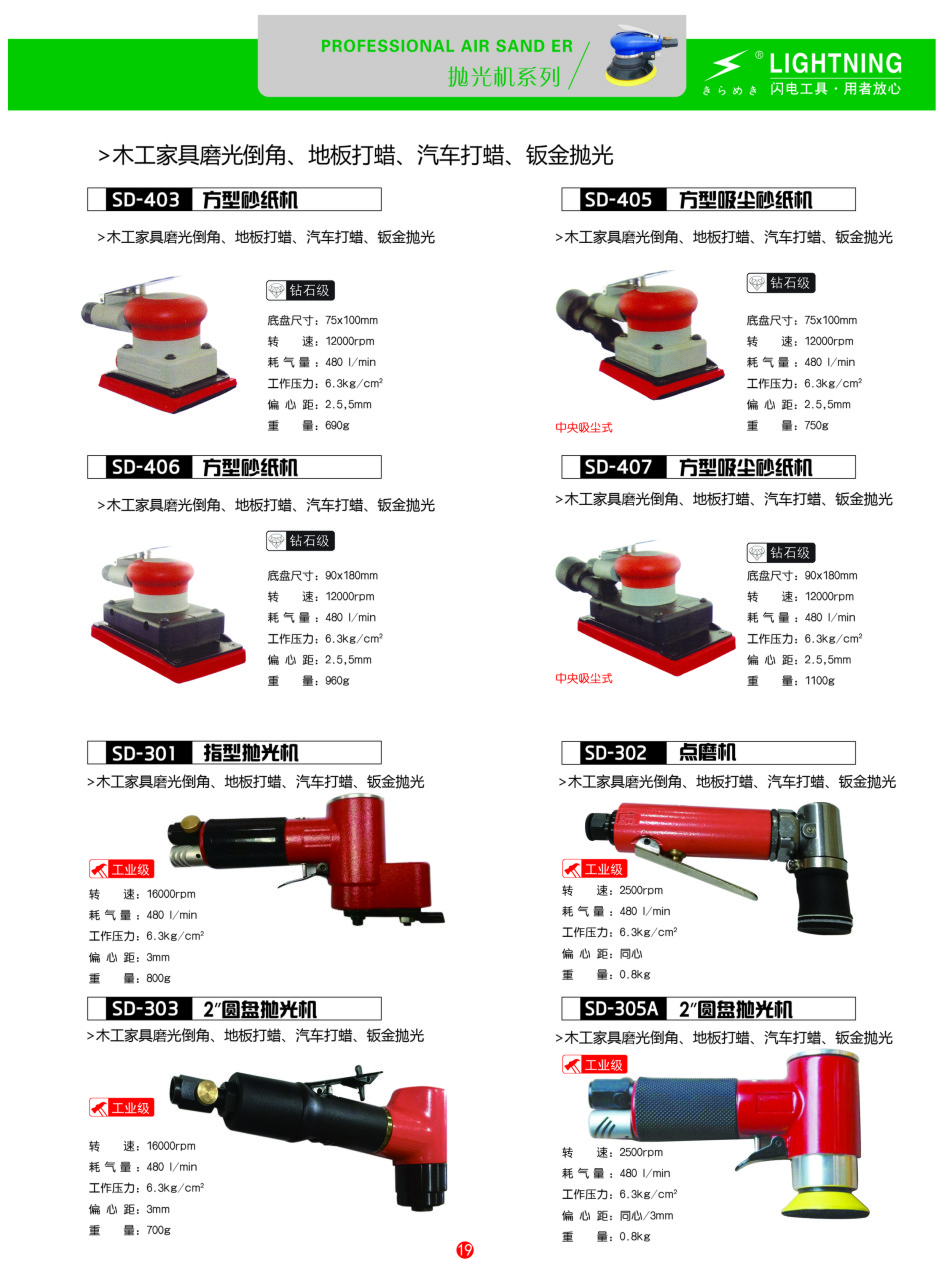 PROFESSIONAL AIR SAND ER
抛光机系列
®
LIGHTNING
きらめき
闪电工具·用者放心
>木工家具磨光倒角、地板打蜡、汽车打蜡、钣金抛光
SD-403 方型砂纸机
>木工家具磨光倒角、地板打蜡、汽车打蜡、钣金抛光
钻石级
底盘尺寸：75x100mm
转 速：12000rpm
耗气量：480 l/min
工作压力：6.3kg/cm²
偏心距：2.5,5mm
重 量：690g
SD-405 方型吸尘砂纸机
>木工家具磨光倒角、地板打蜡、汽车打蜡、钣金抛光
钻石级
底盘尺寸：75x100mm
转 速：12000rpm
耗气量：480 l/min
工作压力：6.3kg/cm²
偏心距：2.5,5mm
重 量：750g
中央吸尘式
SD-406 方型砂纸机
>木工家具磨光倒角、地板打蜡、汽车打蜡、钣金抛光
钻石级
底盘尺寸：90x180mm
转 速：12000rpm
耗气量：480 l/min
工作压力：6.3kg/cm²
偏心距：2.5,5mm
重 量：960g
SD-407 方型吸尘砂纸机
>木工家具磨光倒角、地板打蜡、汽车打蜡、钣金抛光
钻石级
底盘尺寸：90x180mm
转 速：12000rpm
耗气量：480 l/min
工作压力：6.3kg/cm²
偏心距：2.5,5mm
重 量：1100g
中央吸尘式
SD-301 指型抛光机
>木工家具磨光倒角、地板打蜡、汽车打蜡、钣金抛光
工业级
转 速：16000rpm
耗气量：480 l/min
工作压力：6.3kg/cm²
偏心距：3mm
重 量：800g
SD-302 点磨机
>木工家具磨光倒角、地板打蜡、汽车打蜡、钣金抛光
工业级
转 速：2500rpm
耗气量：480 l/min
工作压力：6.3kg/cm²
偏心距：同心
重 量：0.8kg
SD-303 2″圆盘抛光机
>木工家具磨光倒角、地板打蜡、汽车打蜡、钣金抛光
工业级
转 速：16000rpm
耗气量：480 l/min
工作压力：6.3kg/cm²
偏心距：3mm
重 量：700g
SD-305A 2″圆盘抛光机
>木工家具磨光倒角、地板打蜡、汽车打蜡、钣金抛光
工业级
转 速：2500rpm
耗气量：480 l/min
工作压力：6.3kg/cm²
偏心距：同心/3mm
重 量：0.8kg
19